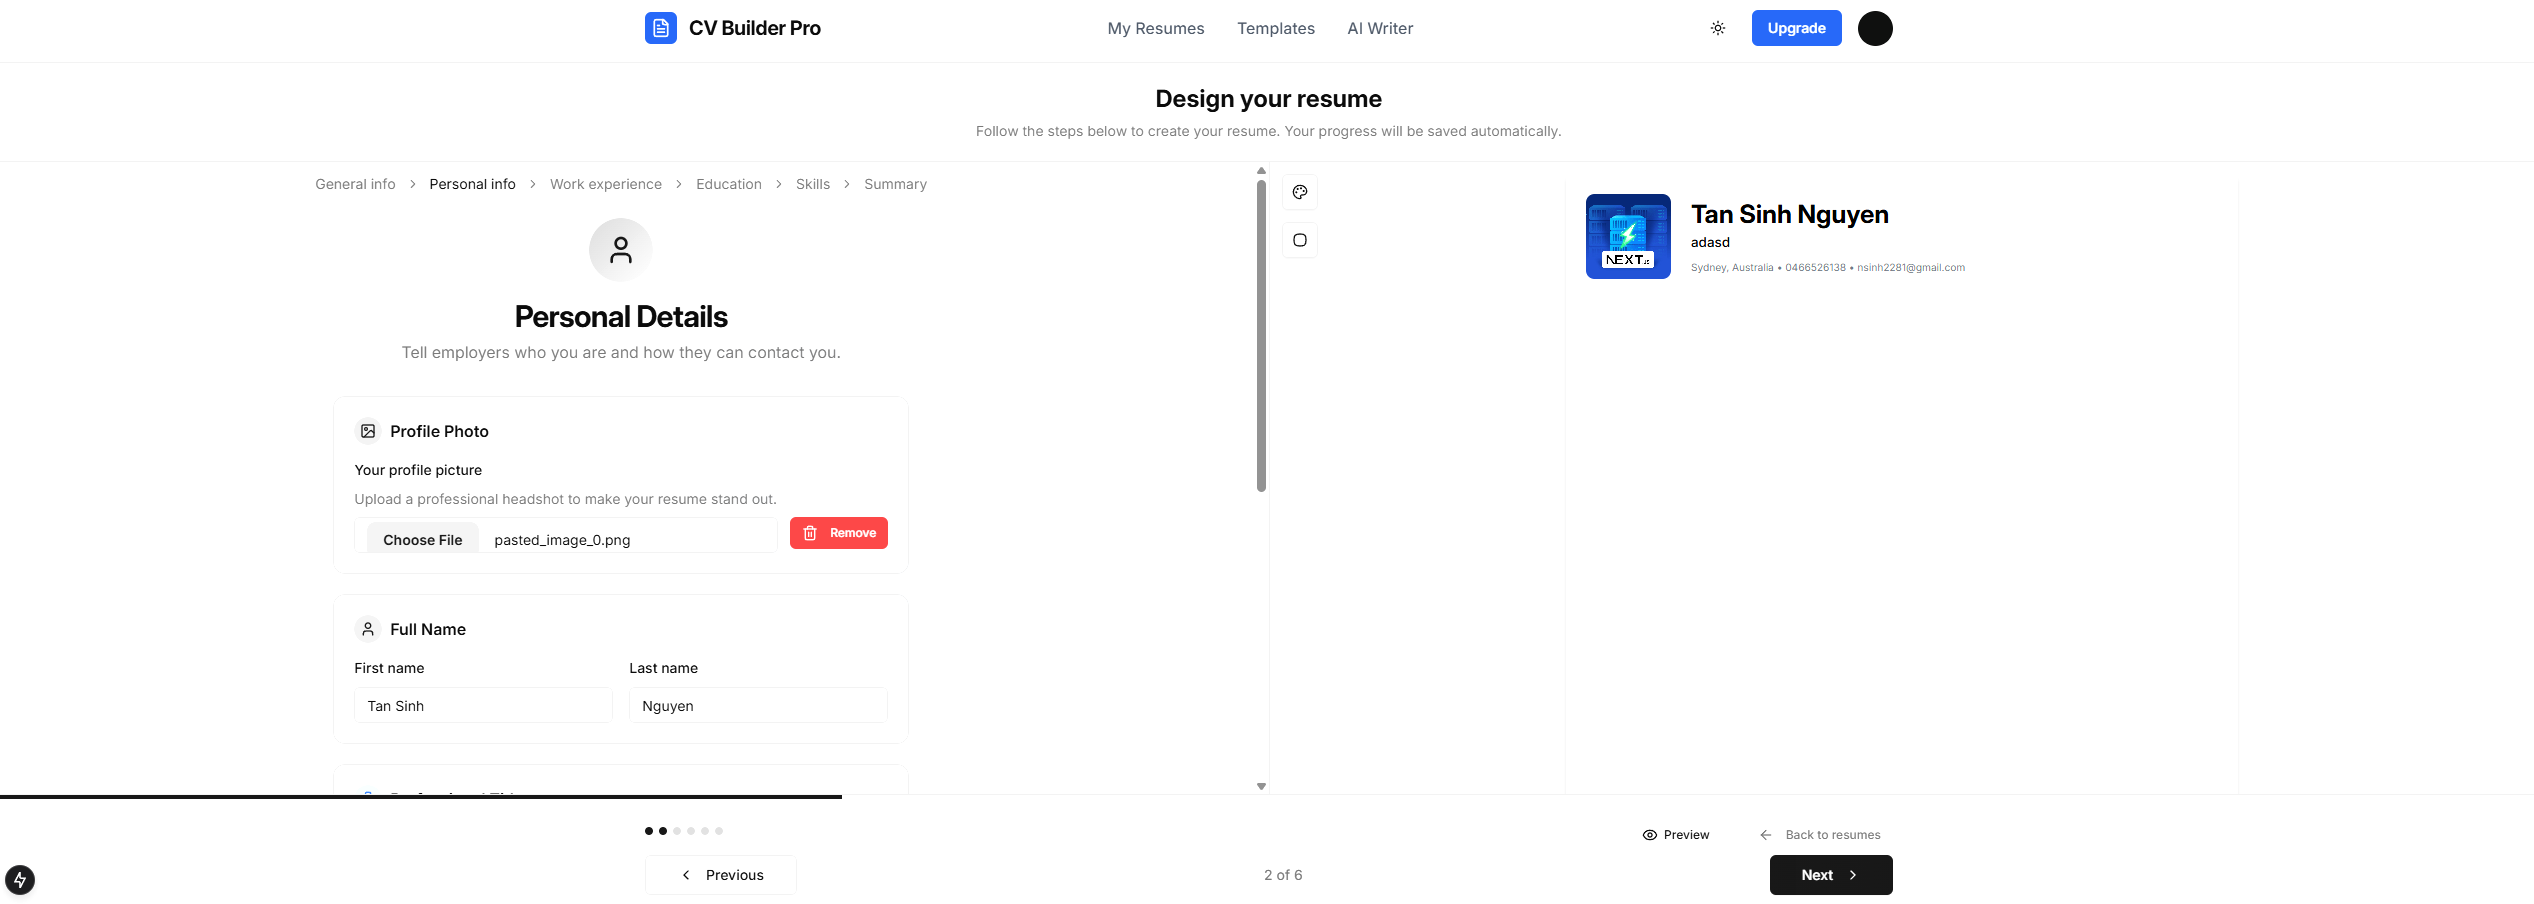 CV Builder Pro
My Resumes
Templates
AI Writer
Upgrade
Design your resume
Follow the steps below to create your resume. Your progress will be saved automatically.
General info
Personal info
Work experience
Education
Skills
Summary
Personal Details
Tell employers who you are and how they can contact you.
Profile Photo
Your profile picture
Upload a professional headshot to make your resume stand out.
Choose File
pasted_image_0.png
Remove
Full Name
First name
Last name
Tan Sinh
Nguyen
NEXT.JS
Tan Sinh Nguyen
adasd
Sydney, Australia • 0466526138 • nsinh2281@gmail.com
Preview
Back to resumes
Previous
2 of 6
Next